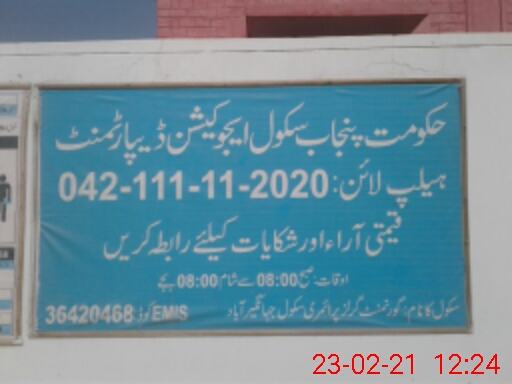 حکومت پنجاب سکول ایجوکیشن ڈیپارٹمنٹ
ہیلپ لائن: 042-111-11-2020
قیمتی آراء اور شکایات کیلئے رابطہ کریں
اوقات: صبح 08:00 سے شام 08:00 بجے
سکول کا نام: گورنمنٹ گرلز پرائمری سکول جہانگیر آباد EMIS کوڈ: 36420468
23-02-21 12:24